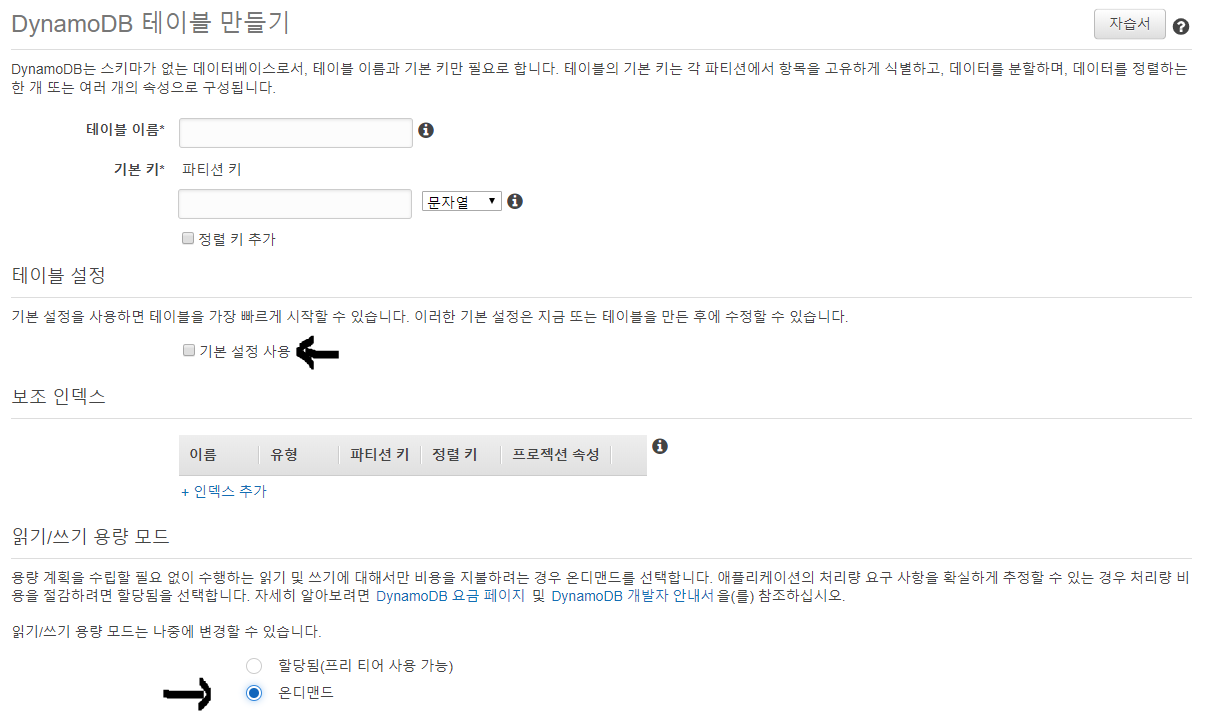 DynamoDB 테이블 만들기
자습서
DynamoDB는 스키마가 없는 데이터베이스로서, 테이블 이름과 기본 키만 필요로 합니다. 테이블의 기본 키는 각 파티션에서 항목을 고유하게 식별하고, 데이터를 분할하며, 데이터를 정렬하는
한 개 또는 여러 개의 속성으로 구성됩니다.
테이블 이름*
기본 키* 파티션 키
문자열
정렬 키 추가
테이블 설정
기본 설정을 사용하면 테이블을 가장 빠르게 시작할 수 있습니다. 이러한 기본 설정은 지금 또는 테이블을 만든 후에 수정할 수 있습니다.
기본 설정 사용
보조 인덱스
이름 유형 파티션 키 정렬 키 프로젝션 속성
+ 인덱스 추가
읽기/쓰기 용량 모드
용량 계획을 수립할 필요 없이 수행하는 읽기 및 쓰기에 대해서만 비용을 지불하려는 경우 온디맨드를 선택합니다. 애플리케이션의 처리량 요구 사항을 확실하게 추정할 수 있는 경우 처리량 비
용을 절감하려면 할당됨을 선택합니다. 자세히 알아보려면 DynamoDB 요금 페이지 및 DynamoDB 개발자 안내서을(를) 참조하십시오.
읽기/쓰기 용량 모드는 나중에 변경할 수 있습니다.
할당됨(프리 티어 사용 가능)
온디맨드